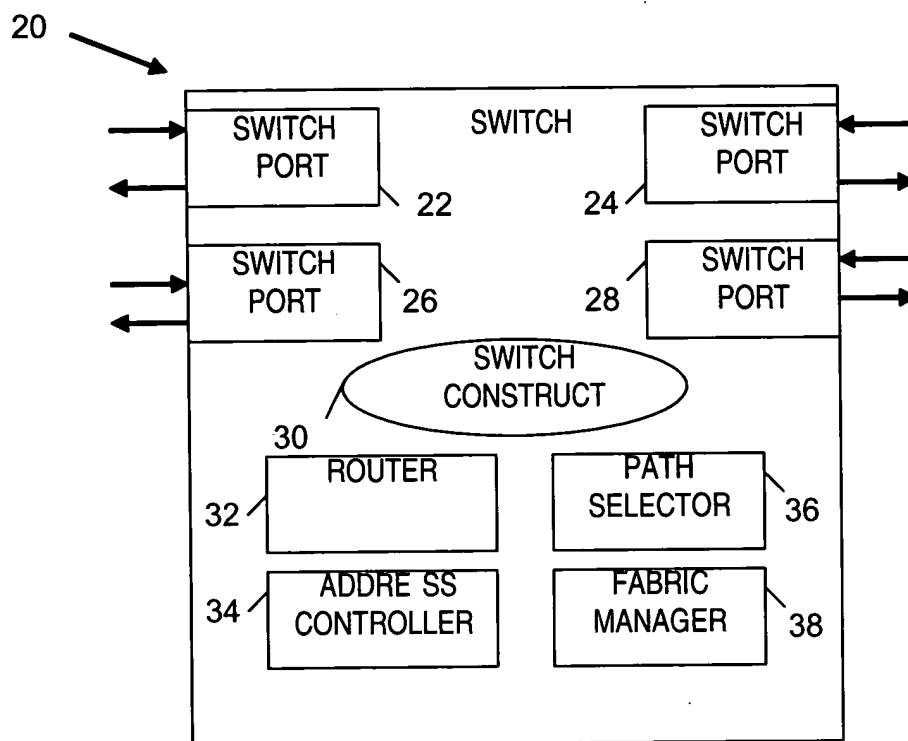 20
SWITCH
PORT
SWITCH
SWITCH
PORT
22
24
SWITCH
PORT
SWITCH
PORT
26
28
SWITCH
CONSTRUCT
30
ROUTER
PATH
SELECTOR
32
36
ADDRE SS
CONTROLLER
FABRIC
MANAGER
34
38